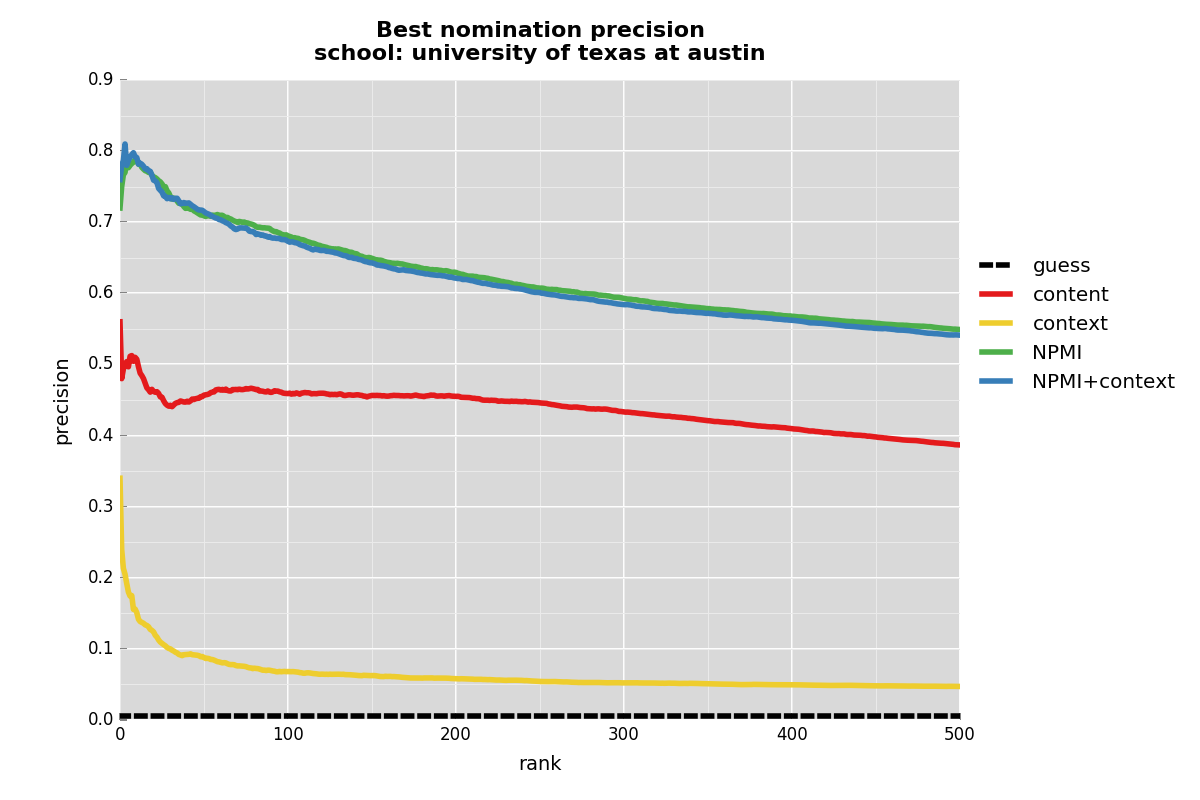 Best nomination precision
school: university of texas at austin
0.9
0.8
0.7
0.6
0.5
0.4
0.3
0.2
0.1
0.0
precision
0 100 200 300 400 500
rank
guess
content
context
NPMI
NPMI+context